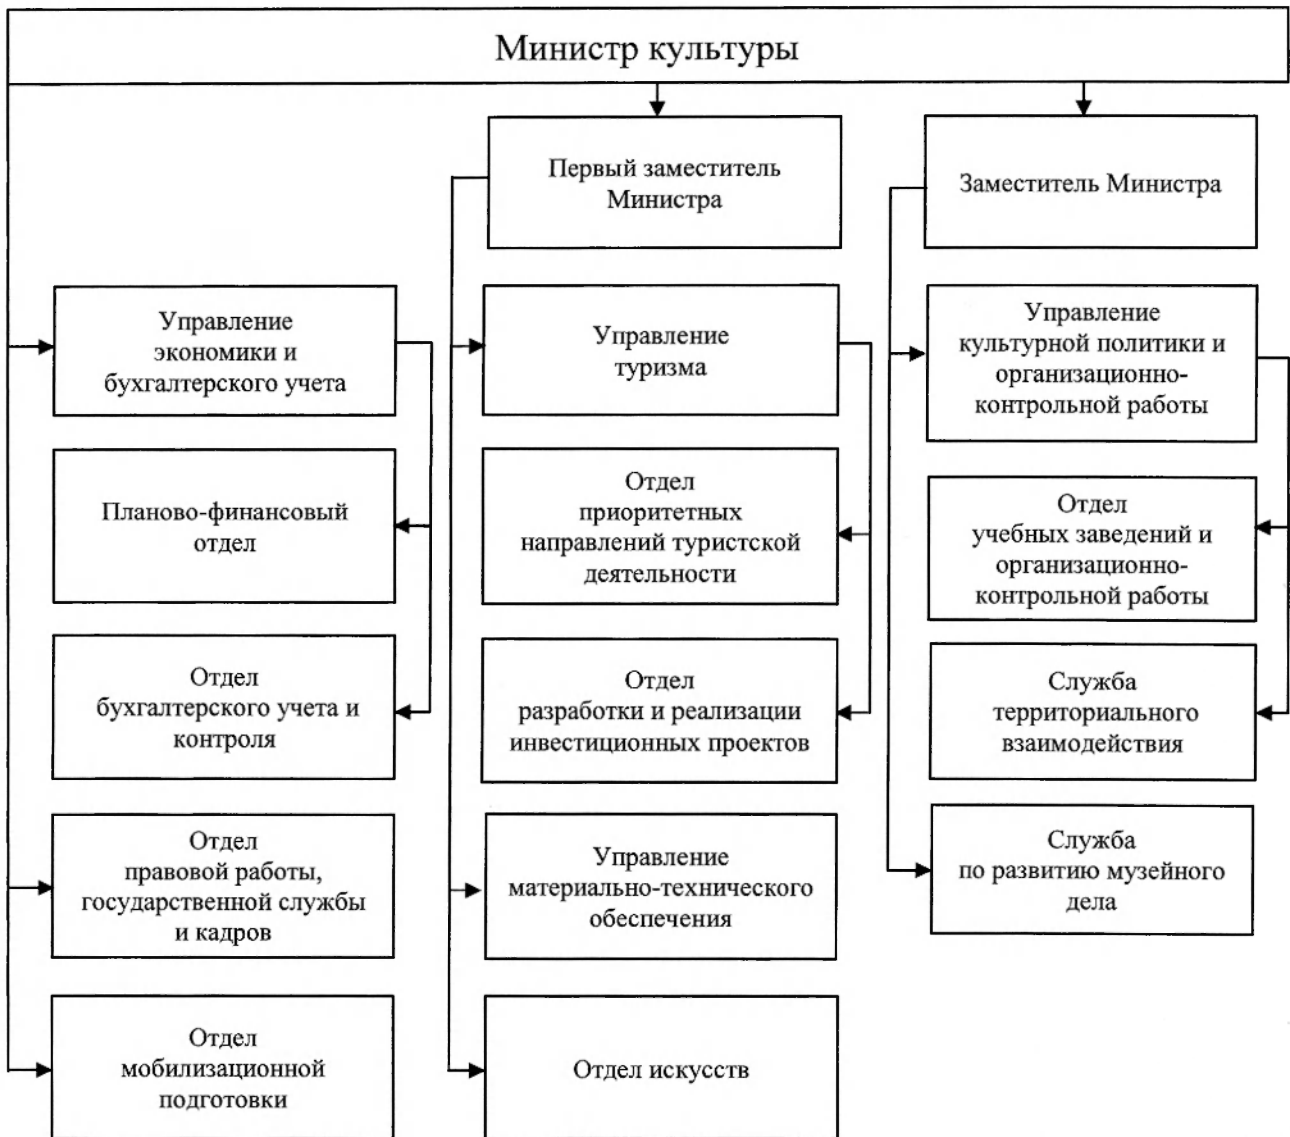 Министр культуры
Первый заместитель
Министра
Заместитель Министра
Управление
экономики и
бухгалтерского учета
Управление
туризма
Управление
культурной политики и
организационно-
контрольной работы
Планово-финансовый
отдел
Отдел
приоритетных
направлений туристской
деятельности
Отдел
учебных заведений и
организационно-
контрольной работы
Отдел
бухгалтерского учета и
контроля
Отдел
разработки и реализации
инвестиционных проектов
Служба
территориального
взаимодействия
Отдел
правовой работы,
государственной службы
и кадров
Управление
материально-технического
обеспечения
Служба
по развитию музейного
дела
Отдел
мобилизационной
подготовки
Отдел искусств